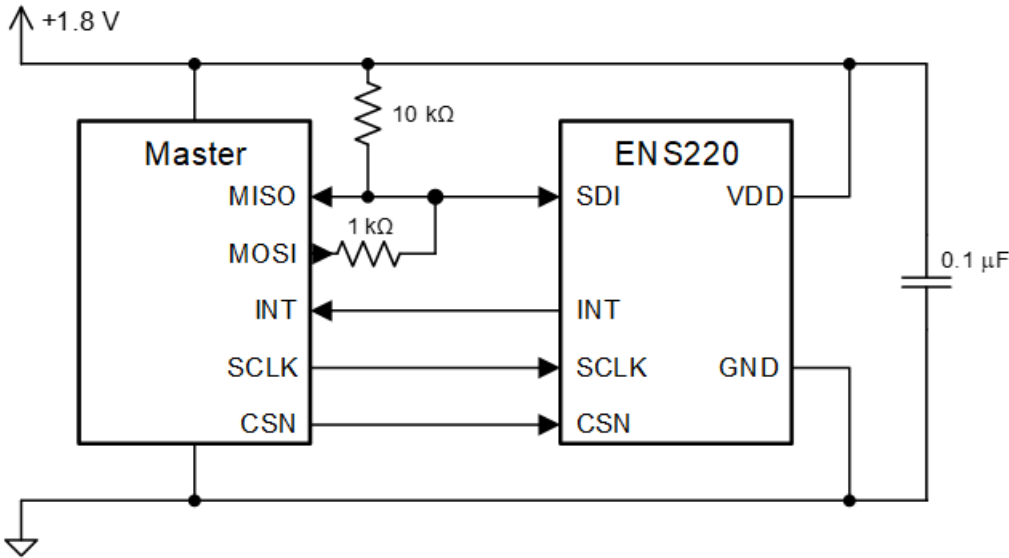 +1.8 V
10 kΩ
Master
ENS220
MISO
SDI
VDD
1 kΩ
MOSI
0.1 μF
INT
INT
SCLK
SCLK
GND
CSN
CSN